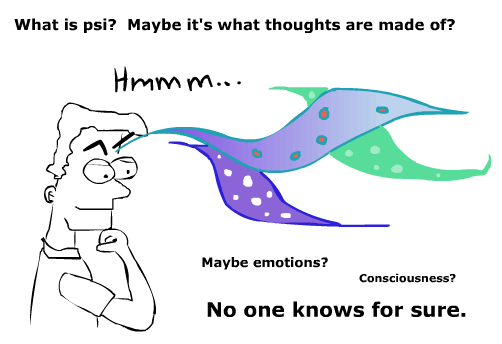 What is psi?  Maybe it's what thoughts are made of?
Hmmm...
Maybe emotions?
Consciousness?
No one knows for sure.